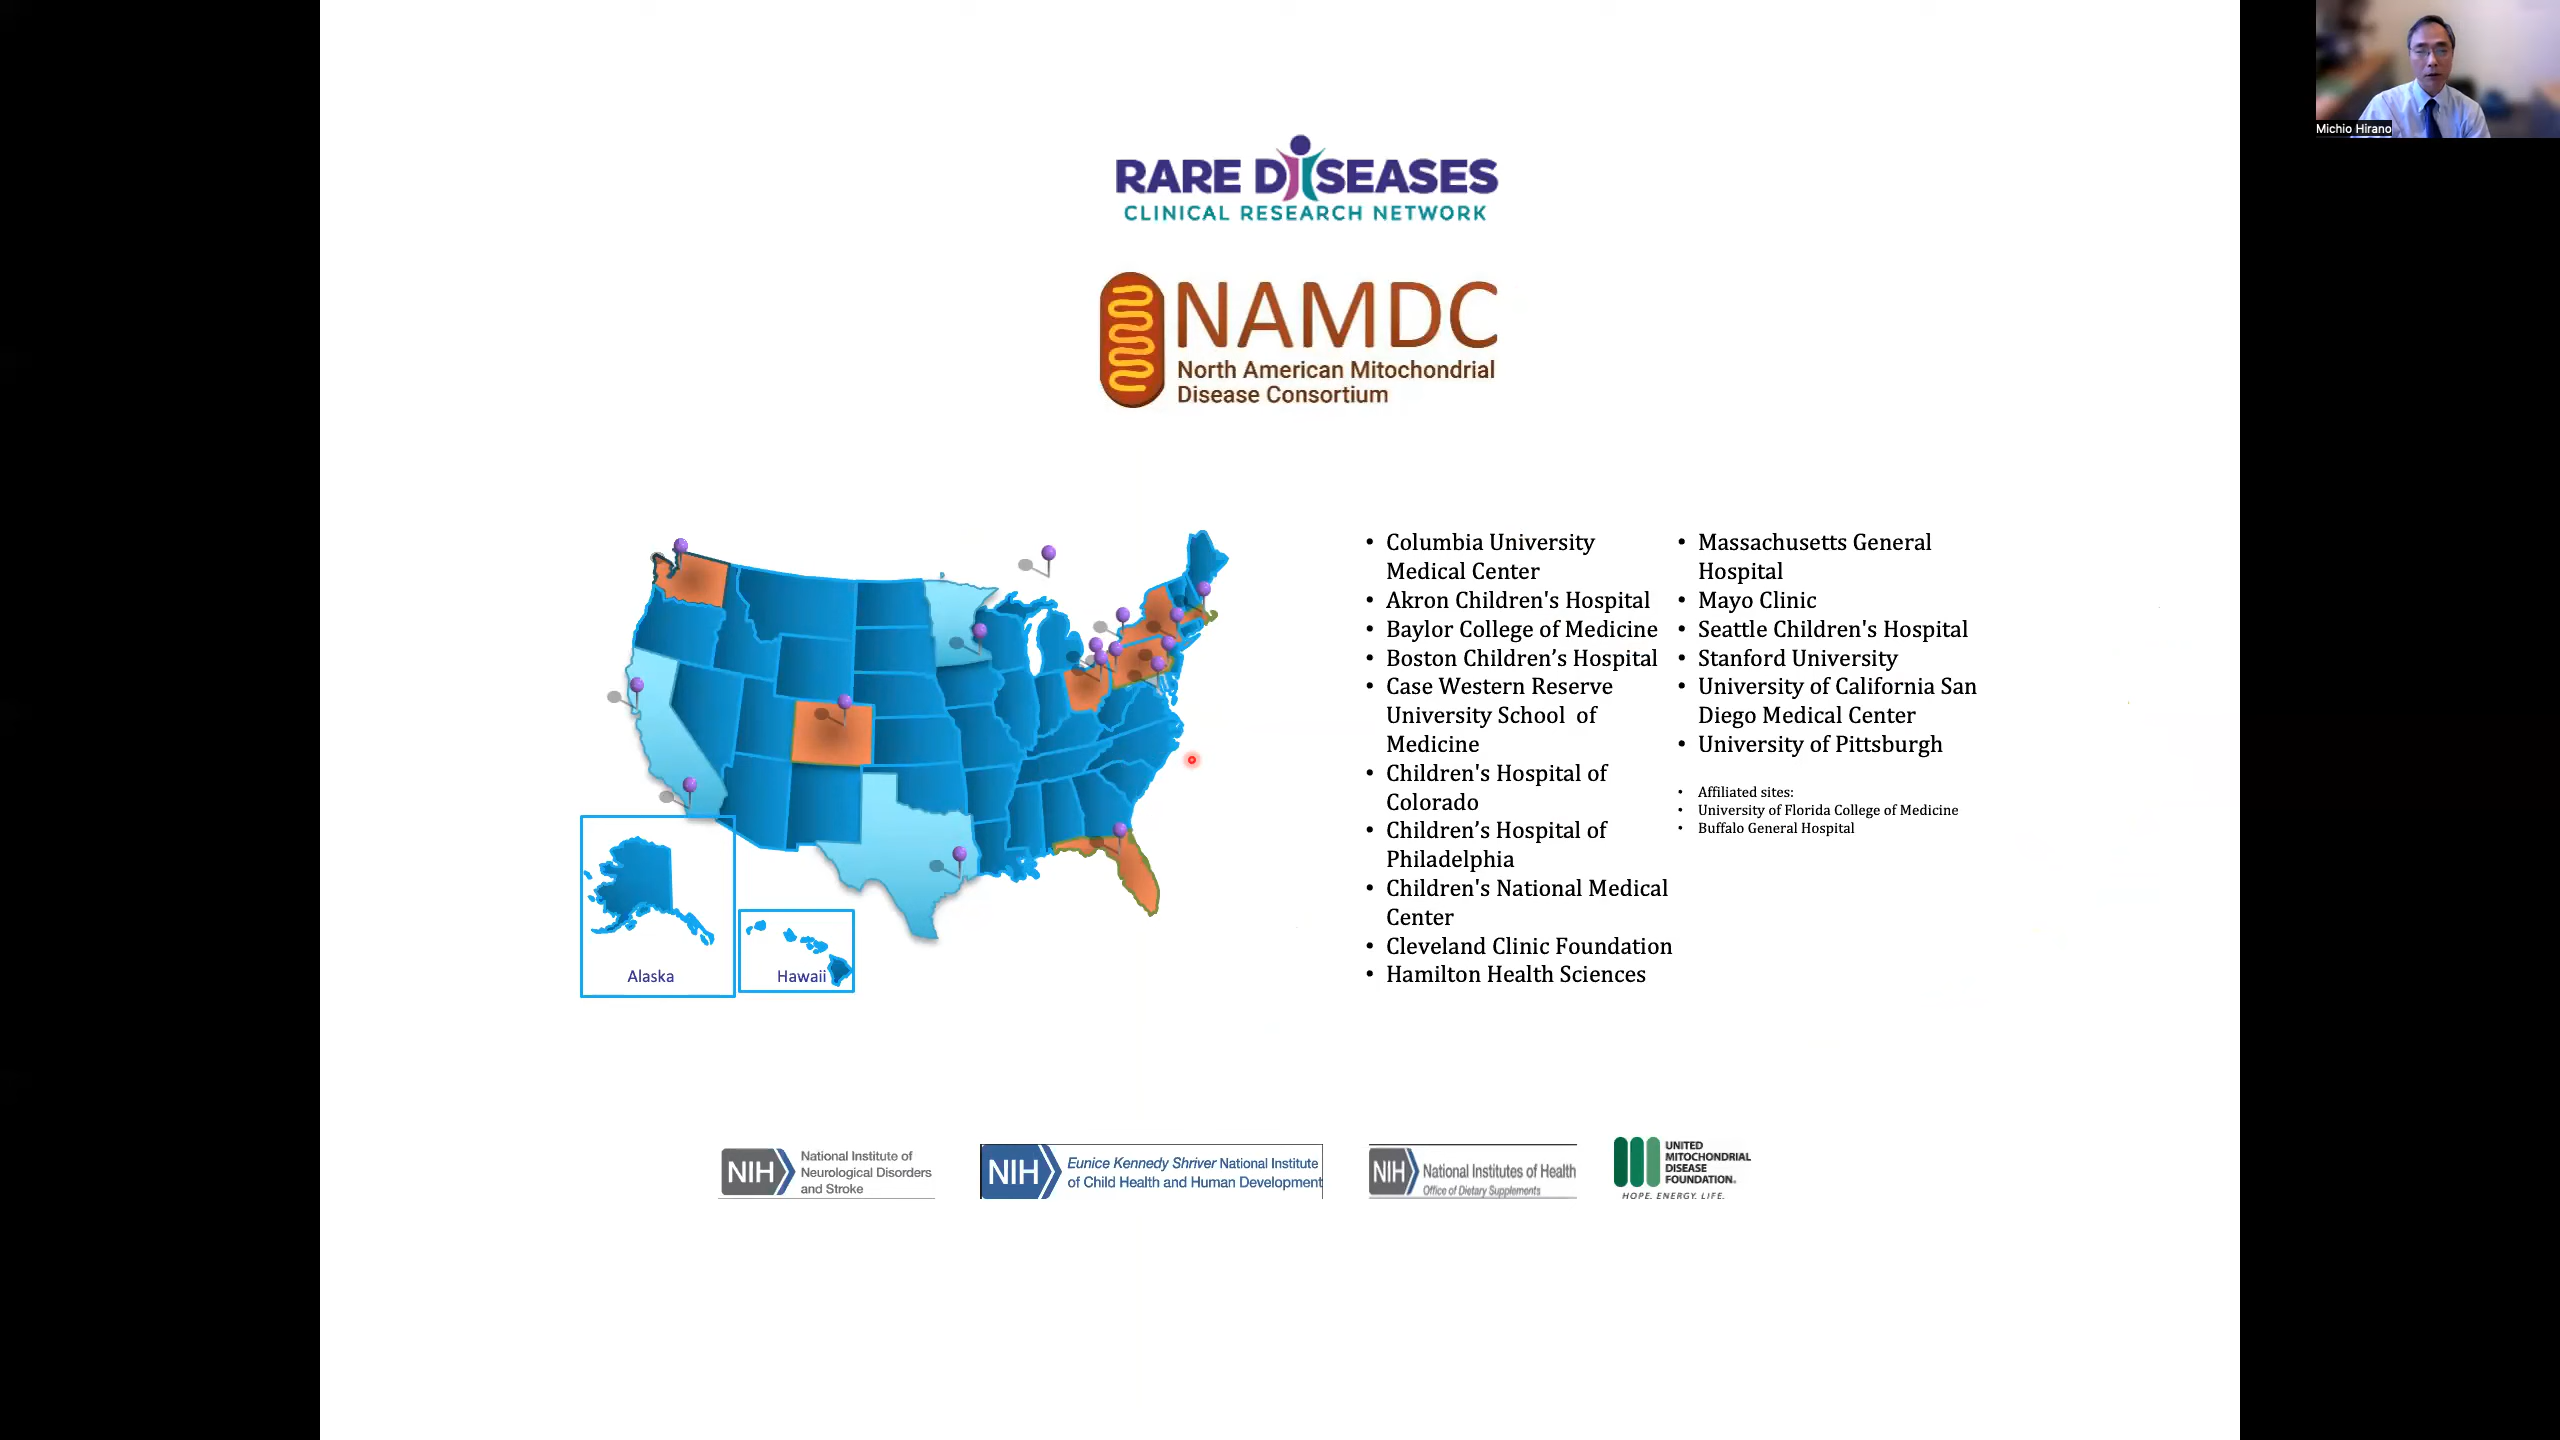 Michio Hirano
RARE DISEASES
CLINICAL RESEARCH NETWORK
NAMDC
North American Mitochondrial
Disease Consortium
Alaska
Hawaii
• Columbia University
Medical Center
• Akron Children's Hospital
• Baylor College of Medicine
• Boston Children’s Hospital
• Case Western Reserve
University School of
Medicine
• Children's Hospital of
Colorado
• Children’s Hospital of
Philadelphia
• Children's National Medical
Center
• Cleveland Clinic Foundation
• Hamilton Health Sciences
• Massachusetts General
Hospital
• Mayo Clinic
• Seattle Children's Hospital
• Stanford University
• University of California San
Diego Medical Center
• University of Pittsburgh
• Affiliated sites:
• University of Florida College of Medicine
• Buffalo General Hospital
NIH
National Institute of
Neurological Disorders
and Stroke
NIH
Eunice Kennedy Shriver National Institute
of Child Health and Human Development
NIH
National Institutes of Health
Office of Dietary Supplements
UNITED
MITOCHONDRIAL
DISEASE
FOUNDATION®
HOPE. ENERGY. LIFE.